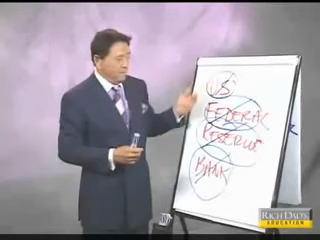 US
FEDERAL
RESERVE
BANK
RICH DAD'S
EDUCATION